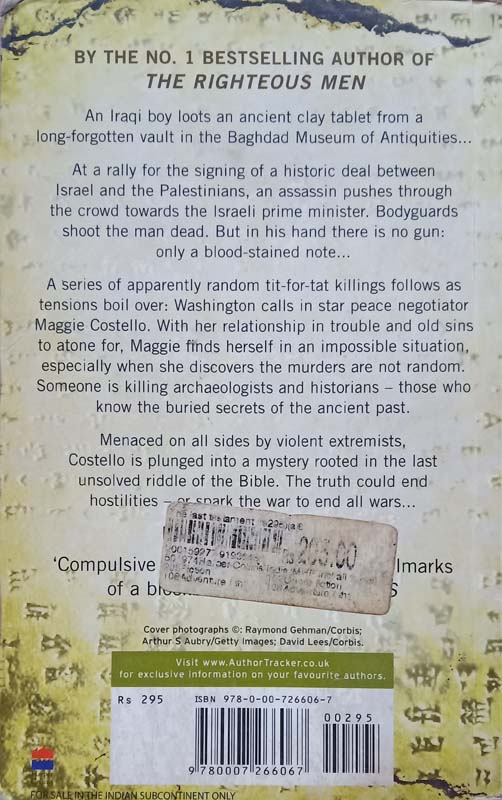 BY THE NO. 1 BESTSELLING AUTHOR OF
THE RIGHTEOUS MEN
An Iraqi boy loots an ancient clay tablet from a
long-forgotten vault in the Baghdad Museum of Antiquities...
At a rally for the signing of a historic deal between
Israel and the Palestinians, an assassin pushes through
the crowd towards the Israeli prime minister. Bodyguards
shoot the man dead. But in his hand there is no gun:
only a blood-stained note...
A series of apparently random tit-for-tat killings follows as
tensions boil over: Washington calls in star peace negotiator
Maggie Costello. With her relationship in trouble and old sins
to atone for, Maggie finds herself in an impossible situation,
especially when she discovers the murders are not random.
Someone is killing archaeologists and historians – those who
know the buried secrets of the ancient past.
Menaced on all sides by violent extremists,
Costello is plunged into a mystery rooted in the last
unsolved riddle of the Bible. The truth could end
hostilities – or spark the war to end all wars...
295.00
'Compulsive
of a
Cover photographs ©: Raymond Gehman/Corbis;
Arthur S Aubry/Getty Images; David Lees/Corbis.
Visit www.AuthorTracker.co.uk
for exclusive information on your favourite authors.
Rs 295
ISBN 978-0-00-726606-7
00295
9 780007 266067
FOR SALE IN THE INDIAN SUBCONTINENT ONLY